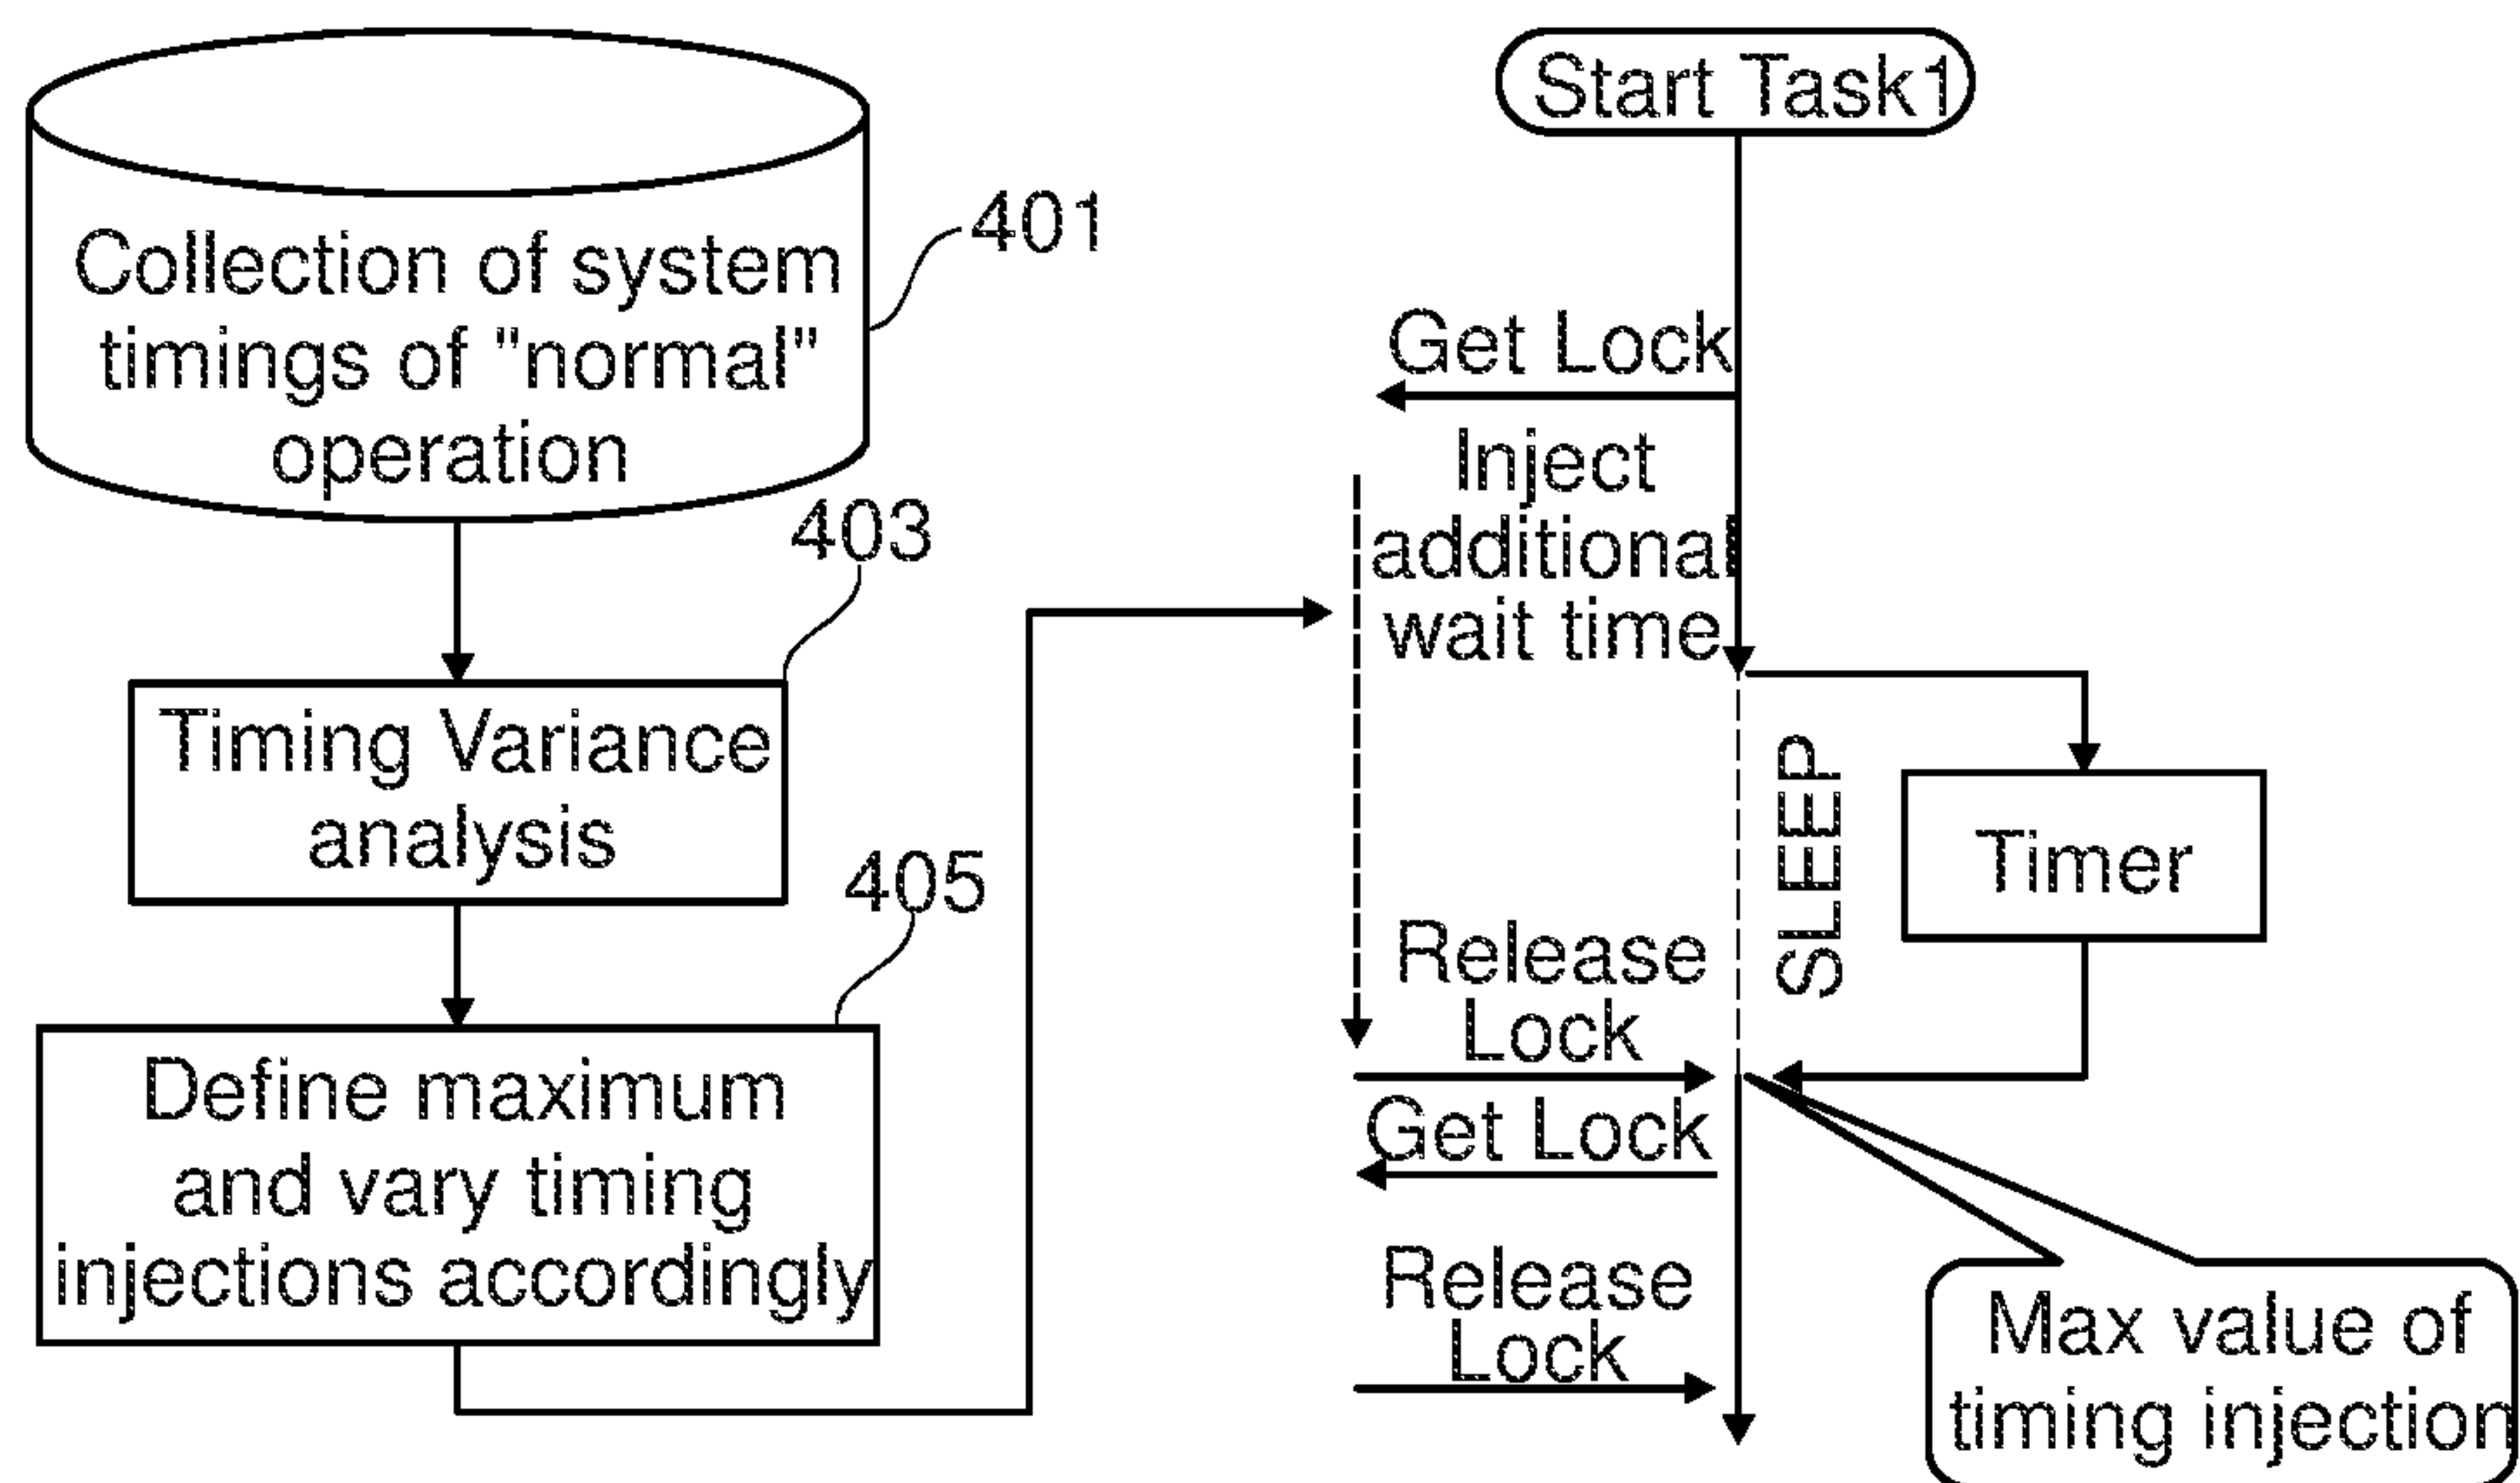 Collection of system
timings of "normal"
operation
401
403
Timing Variance
analysis
405
Define maximum
and vary timing
injections accordingly
Start Task1
Get Lock
Inject
additional
wait time
SLEEP
Timer
Release
Lock
Get Lock
Release
Lock
Max value of
timing injection